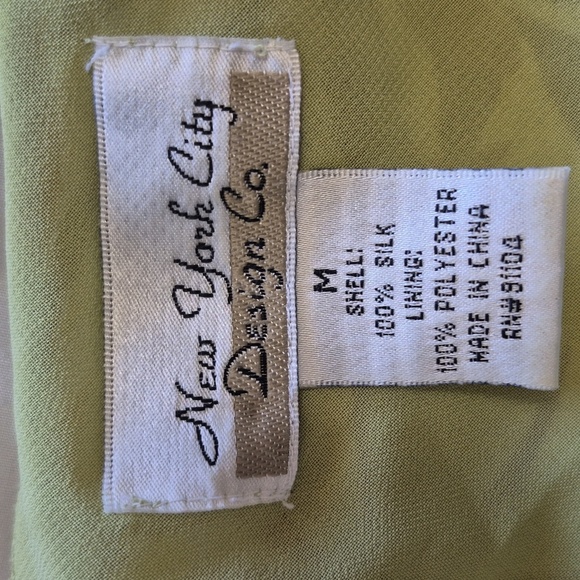 New York City
Design Co.
M
SHELL:
100% SILK
LINING:
100% POLYESTER
MADE IN CHINA
RN# 91104